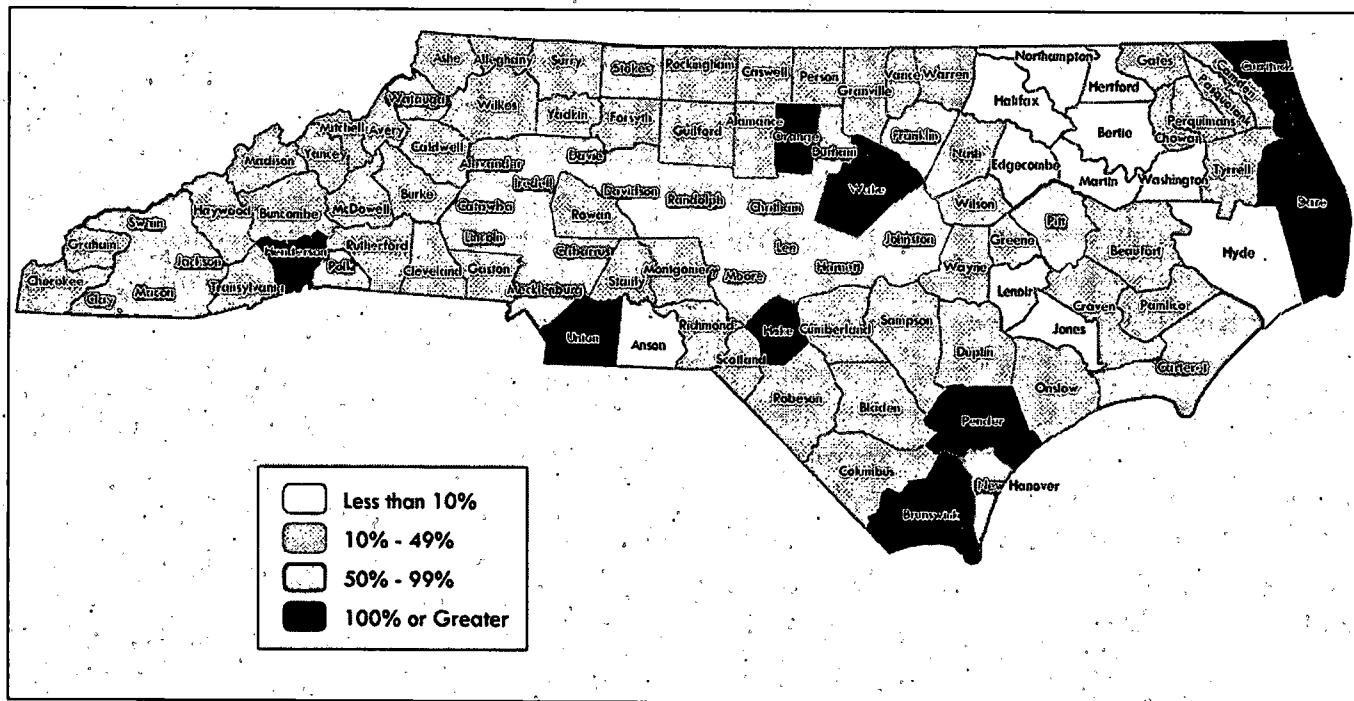 Northampton
Ashe
Alleghany
Surry
Stokes
Rockingham
Caswell
Person
Vance
Warren
Gates
Granville
Hertford
Watauga
Wilkes
Halifax
Yadkin
Forsyth
Guilford
Alamance
Orange
Durham
Franklin
Bertie
Perquimans
Chowan
Mitchell
Avery
Yancey
Caldwell
Alexander
Davie
Iredell
Nash
Edgecombe
Madison
Burke
Davidson
Randolph
Chatham
Wake
Martin
Washington
Tyrrell
Dare
Haywood
Buncombe
McDowell
Catawba
Rowan
Wilson
Pitt
Swain
Graham
Jackson
Henderson
Rutherford
Polk
Lincoln
Cabarrus
Lee
Johnston
Greene
Beaufort
Hyde
Cherokee
Clay
Macon
Transylvania
Cleveland
Gaston
Mecklenburg
Stanly
Montgomery
Moore
Harnett
Wayne
Lenoir
Craven
Pamlico
Union
Anson
Richmond
Hoke
Cumberland
Sampson
Duplin
Jones
Carteret
Scotland
Robeson
Bladen
Onslow
Pender
Columbus
New Hanover
Brunswick
Less than 10%
10% - 49%
50% - 99%
100% or Greater